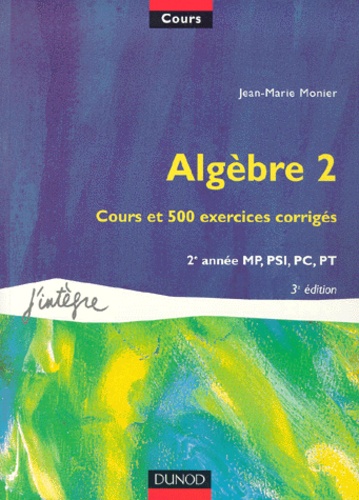 Cours
Jean-Marie Monier
Algèbre 2
Cours et 500 exercices corrigés
2e année MP, PSI, PC, PT
3e édition
j'intègre
DUNOD